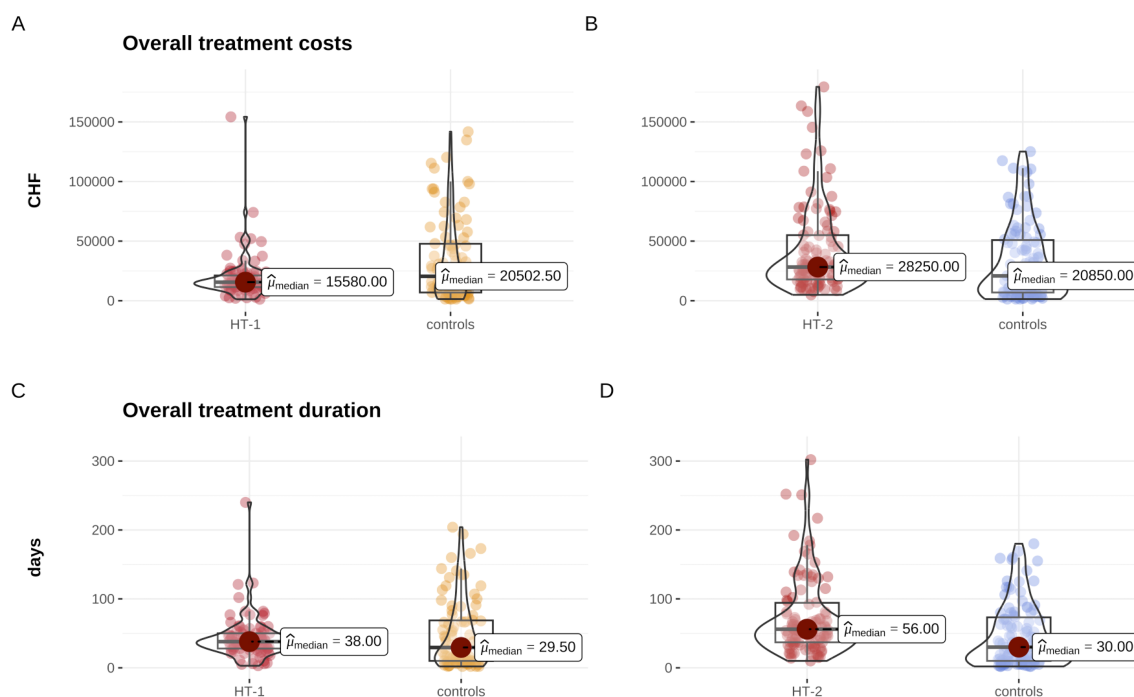 A
B
Overall treatment costs
CHF
150000
100000
50000
0
μ̂median = 15580.00
μ̂median = 20502.50
HT-1
controls
150000
100000
50000
0
μ̂median = 28250.00
μ̂median = 20850.00
HT-2
controls
C
D
Overall treatment duration
days
300
200
100
0
μ̂median = 38.00
μ̂median = 29.50
HT-1
controls
300
200
100
0
μ̂median = 56.00
μ̂median = 30.00
HT-2
controls